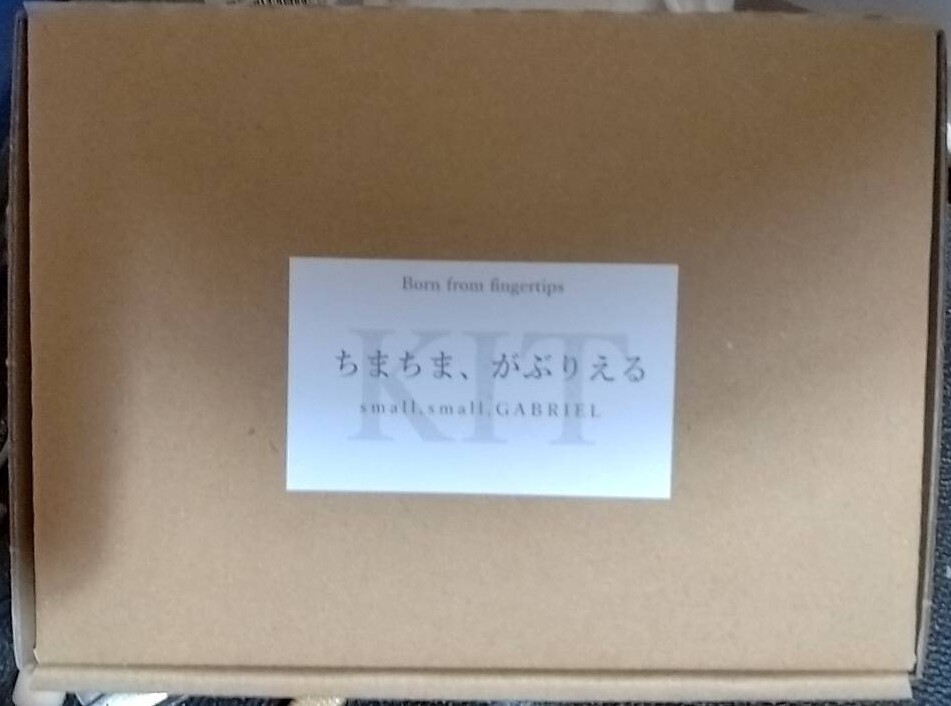 Born from fingertips
KIT
ちまちま、がぶりえる
small,small,GABRIEL